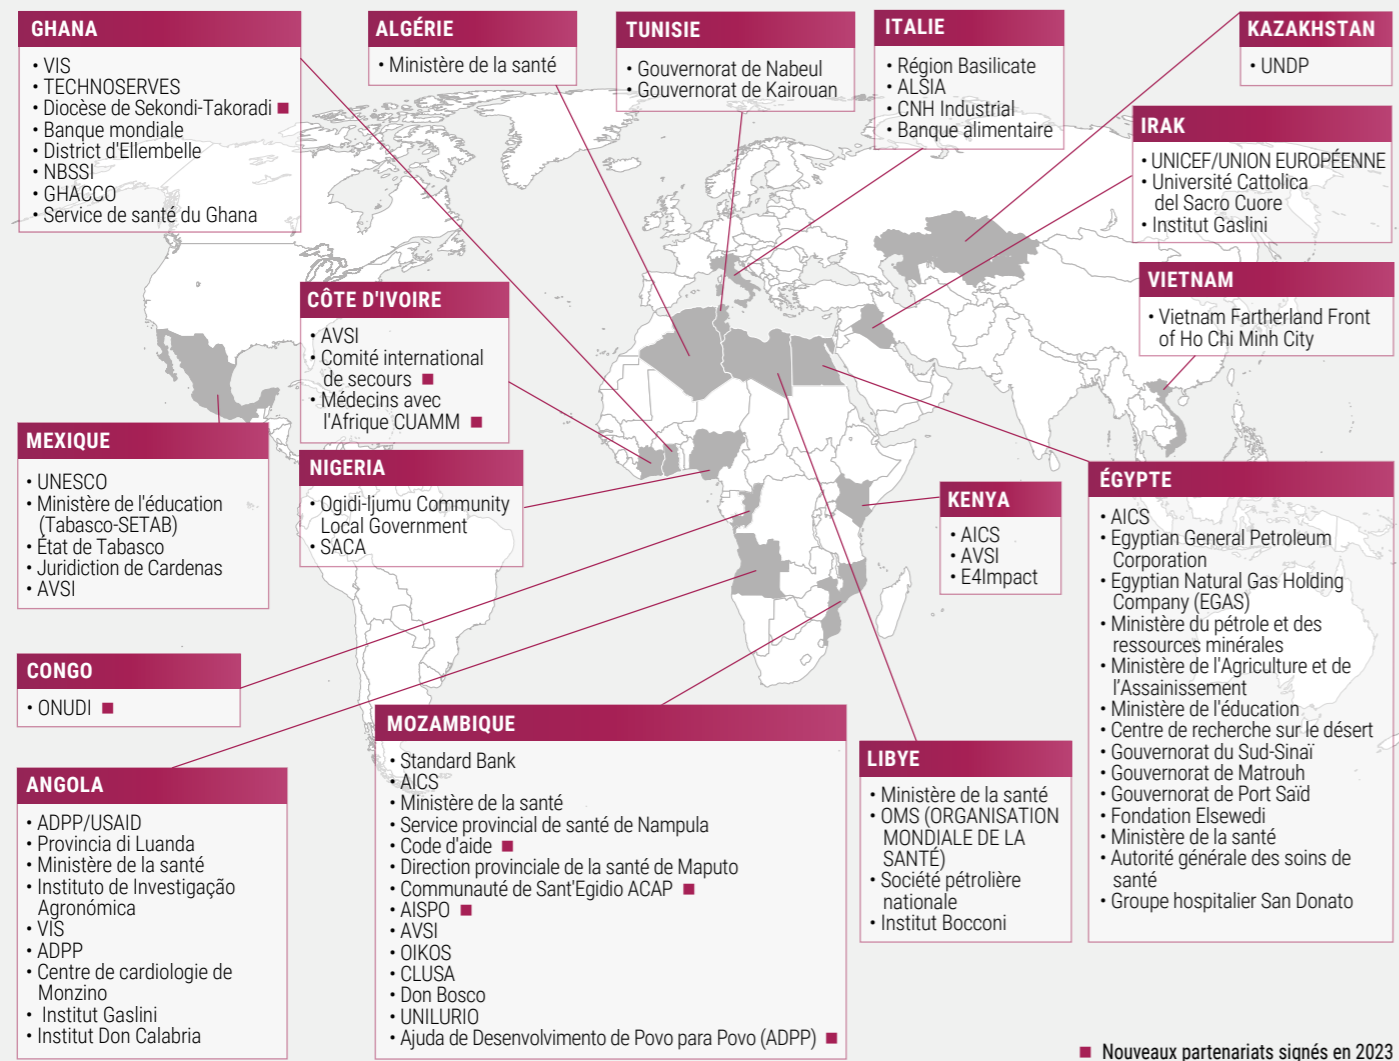 GHANA
• VIS
• TECHNOSERVES
• Diocèse de Sekondi-Takoradi ■
• Banque mondiale
• District d'Ellembelle
• NBSSI
• GHACCO
• Service de santé du Ghana
ALGÉRIE
• Ministère de la santé
TUNISIE
• Gouvernorat de Nabeul
• Gouvernorat de Kairouan
ITALIE
• Région Basilicate
• ALSIA
• CNH Industrial
• Banque alimentaire
KAZAKHSTAN
• UNDP
IRAK
• UNICEF/UNION EUROPÉENNE
• Université Cattolica
del Sacro Cuore
• Institut Gaslini
VIETNAM
• Vietnam Fartherland Front
of Ho Chi Minh City
CÔTE D'IVOIRE
• AVSI
• Comité international
de secours ■
• Médecins avec
l'Afrique CUAMM ■
MEXIQUE
• UNESCO
• Ministère de l'éducation
(Tabasco-SETAB)
• État de Tabasco
• Juridiction de Cardenas
• AVSI
NIGERIA
• Ogidi-Ijumu Community
Local Government
• SACA
KENYA
• AICS
• AVSI
• E4Impact
ÉGYPTE
• AICS
• Egyptian General Petroleum
Corporation
• Egyptian Natural Gas Holding
Company (EGAS)
• Ministère du pétrole et des
ressources minérales
• Ministère de l'Agriculture et de
l'Assainissement
• Ministère de l'éducation
• Centre de recherche sur le désert
• Gouvernorat du Sud-Sinaï
• Gouvernorat de Matrouh
• Gouvernorat de Port Saïd
• Fondation Elsewedi
• Ministère de la santé
• Autorité générale des soins de
santé
• Groupe hospitalier San Donato
CONGO
• ONUDI ■
ANGOLA
• ADPP/USAID
• Provincia di Luanda
• Ministère de la santé
• Instituto de Investigação
Agronómica
• VIS
• ADPP
• Centre de cardiologie de
Monzino
• Institut Gaslini
• Institut Don Calabria
MOZAMBIQUE
• Standard Bank
• AICS
• Ministère de la santé
• Service provincial de santé de Nampula
• Code d'aide ■
• Direction provinciale de la santé de Maputo
• Communauté de Sant'Egidio ACAP ■
• AISPO ■
• AVSI
• OIKOS
• CLUSA
• Don Bosco
• UNILURIO
• Ajuda de Desenvolvimento de Povo para Povo (ADPP) ■
LIBYE
• Ministère de la santé
• OMS (ORGANISATION
MONDIALE DE LA
SANTÉ)
• Société pétrolière
nationale
• Institut Bocconi
■ Nouveaux partenariats signés en 2023